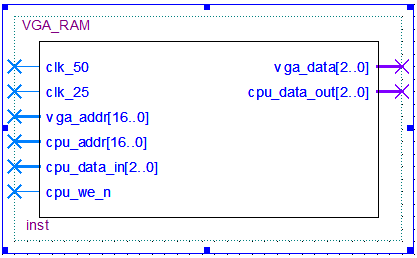 VGA_RAM
clk_50
vga_data[2..0]
clk_25
cpu_data_out[2..0]
vga_addr[16..0]
cpu_addr[16..0]
cpu_data_in[2..0]
cpu_we_n
inst